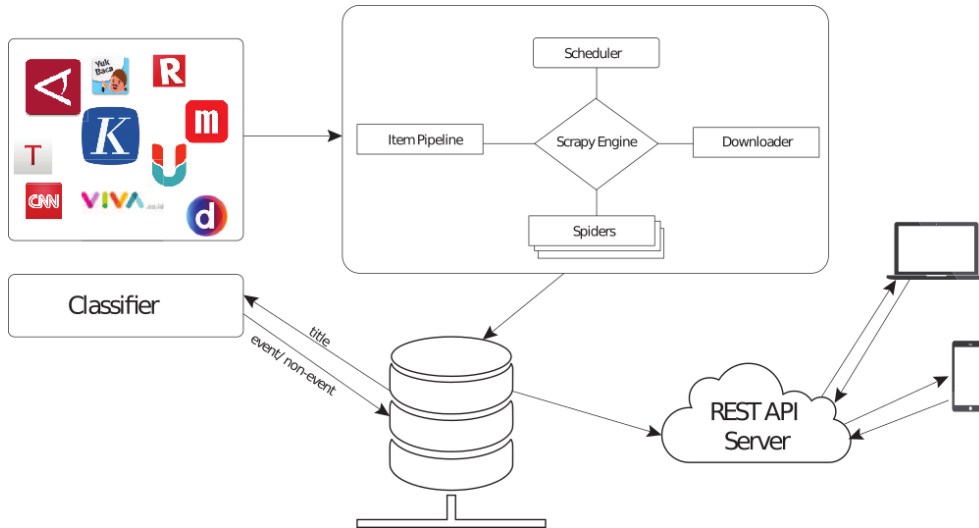 Yuk
Baca
R
K
m
T
CNN
VIVA.co.id
d
Scheduler
Item Pipeline
Scrapy Engine
Downloader
Spiders
Classifier
title
event/ non-event
REST API
Server